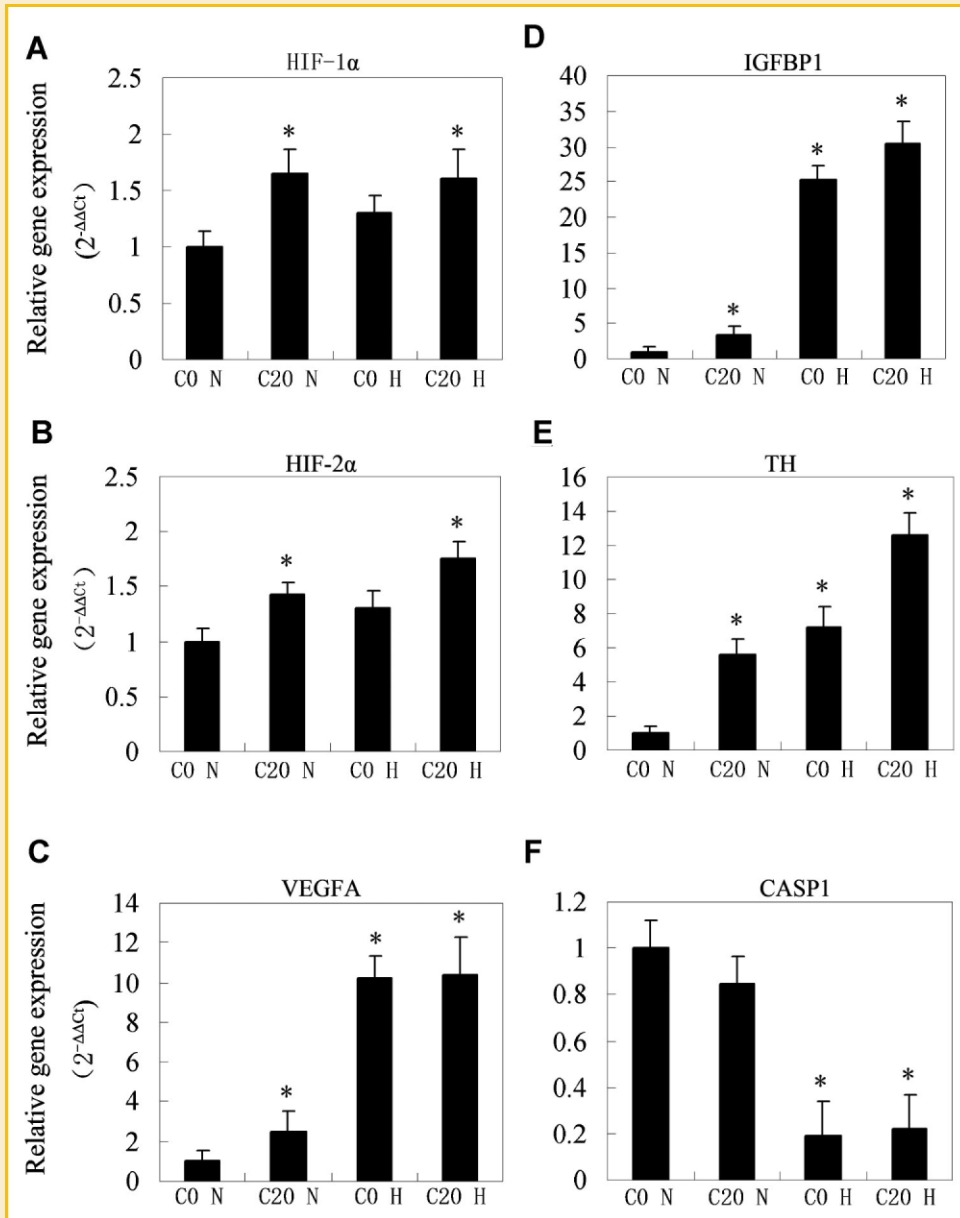 A
HIF-1α
Relative gene expression
(2-ΔΔCt)
2.5
2
1.5
1
0.5
0
*
*
C0 N C20 N C0 H C20 H
D
IGFBP1
40
35
30
25
20
15
10
5
0
*
*
*
C0 N C20 N C0 H C20 H
B
HIF-2α
Relative gene expression
(2-ΔΔCt)
2.5
2
1.5
1
0.5
0
*
*
C0 N C20 N C0 H C20 H
E
TH
16
14
12
10
8
6
4
2
0
*
*
*
C0 N C20 N C0 H C20 H
C
VEGFA
Relative gene expression
(2-ΔΔCt)
14
12
10
8
6
4
2
0
*
*
*
C0 N C20 N C0 H C20 H
F
CASP1
1.2
1
0.8
0.6
0.4
0.2
0
*
*
C0 N C20 N C0 H C20 H